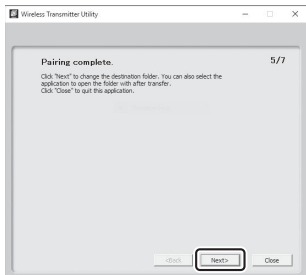 Wireless Transmitter Utility
Pairing complete.
5/7
Click "Next" to change the destination folder. You can also select the
application to open the folder with after transfer.
Click "Close" to quit this application.
<Back
Next>
Close